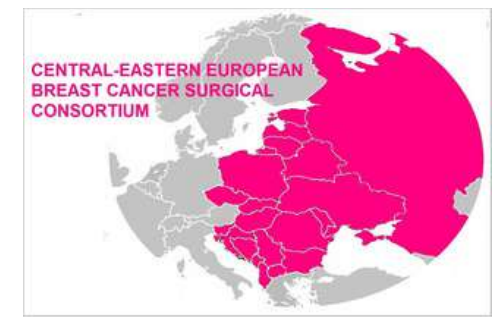 CENTRAL-EASTERN EUROPEAN
BREAST CANCER SURGICAL
CONSORTIUM